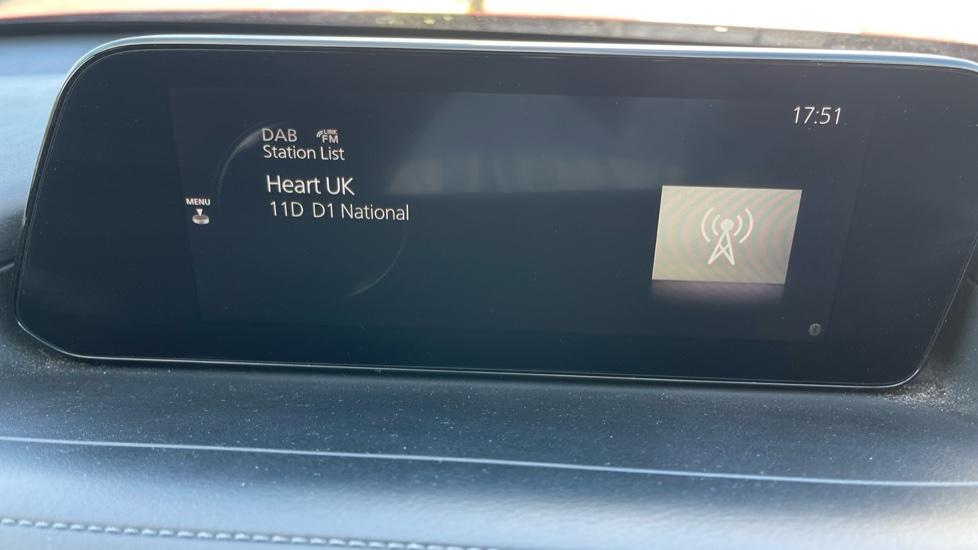 17:51
DAB LINK FM
Station List
Heart UK
MENU
11D D1 National